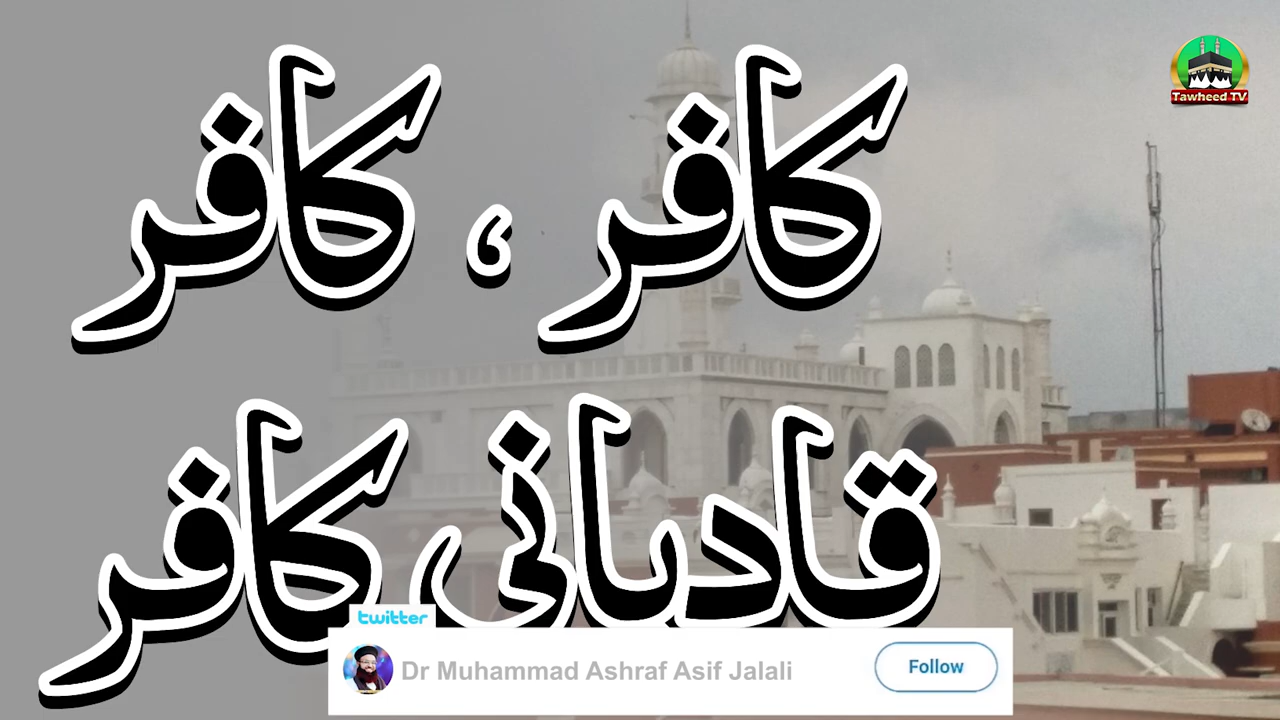 Tawheed TV
کافر ، کافر
قادیانی کافر
twitter
Dr Muhammad Ashraf Asif Jalali
Follow